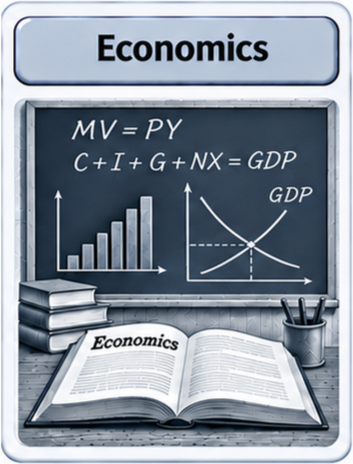 Economics
MV = PY
C + I + G + NX = GDP
GDP
Economics